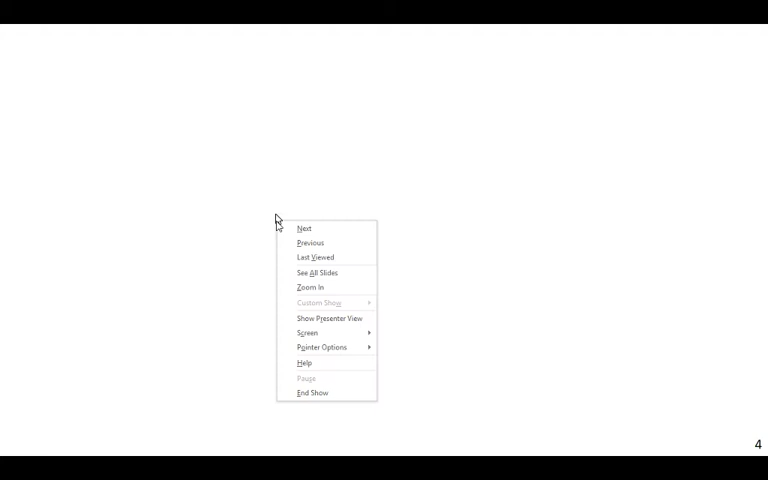 Next
Previous
Last Viewed
See All Slides
Zoom In
Custom Show
Show Presenter View
Screen
Pointer Options
Help
Pause
End Show
4